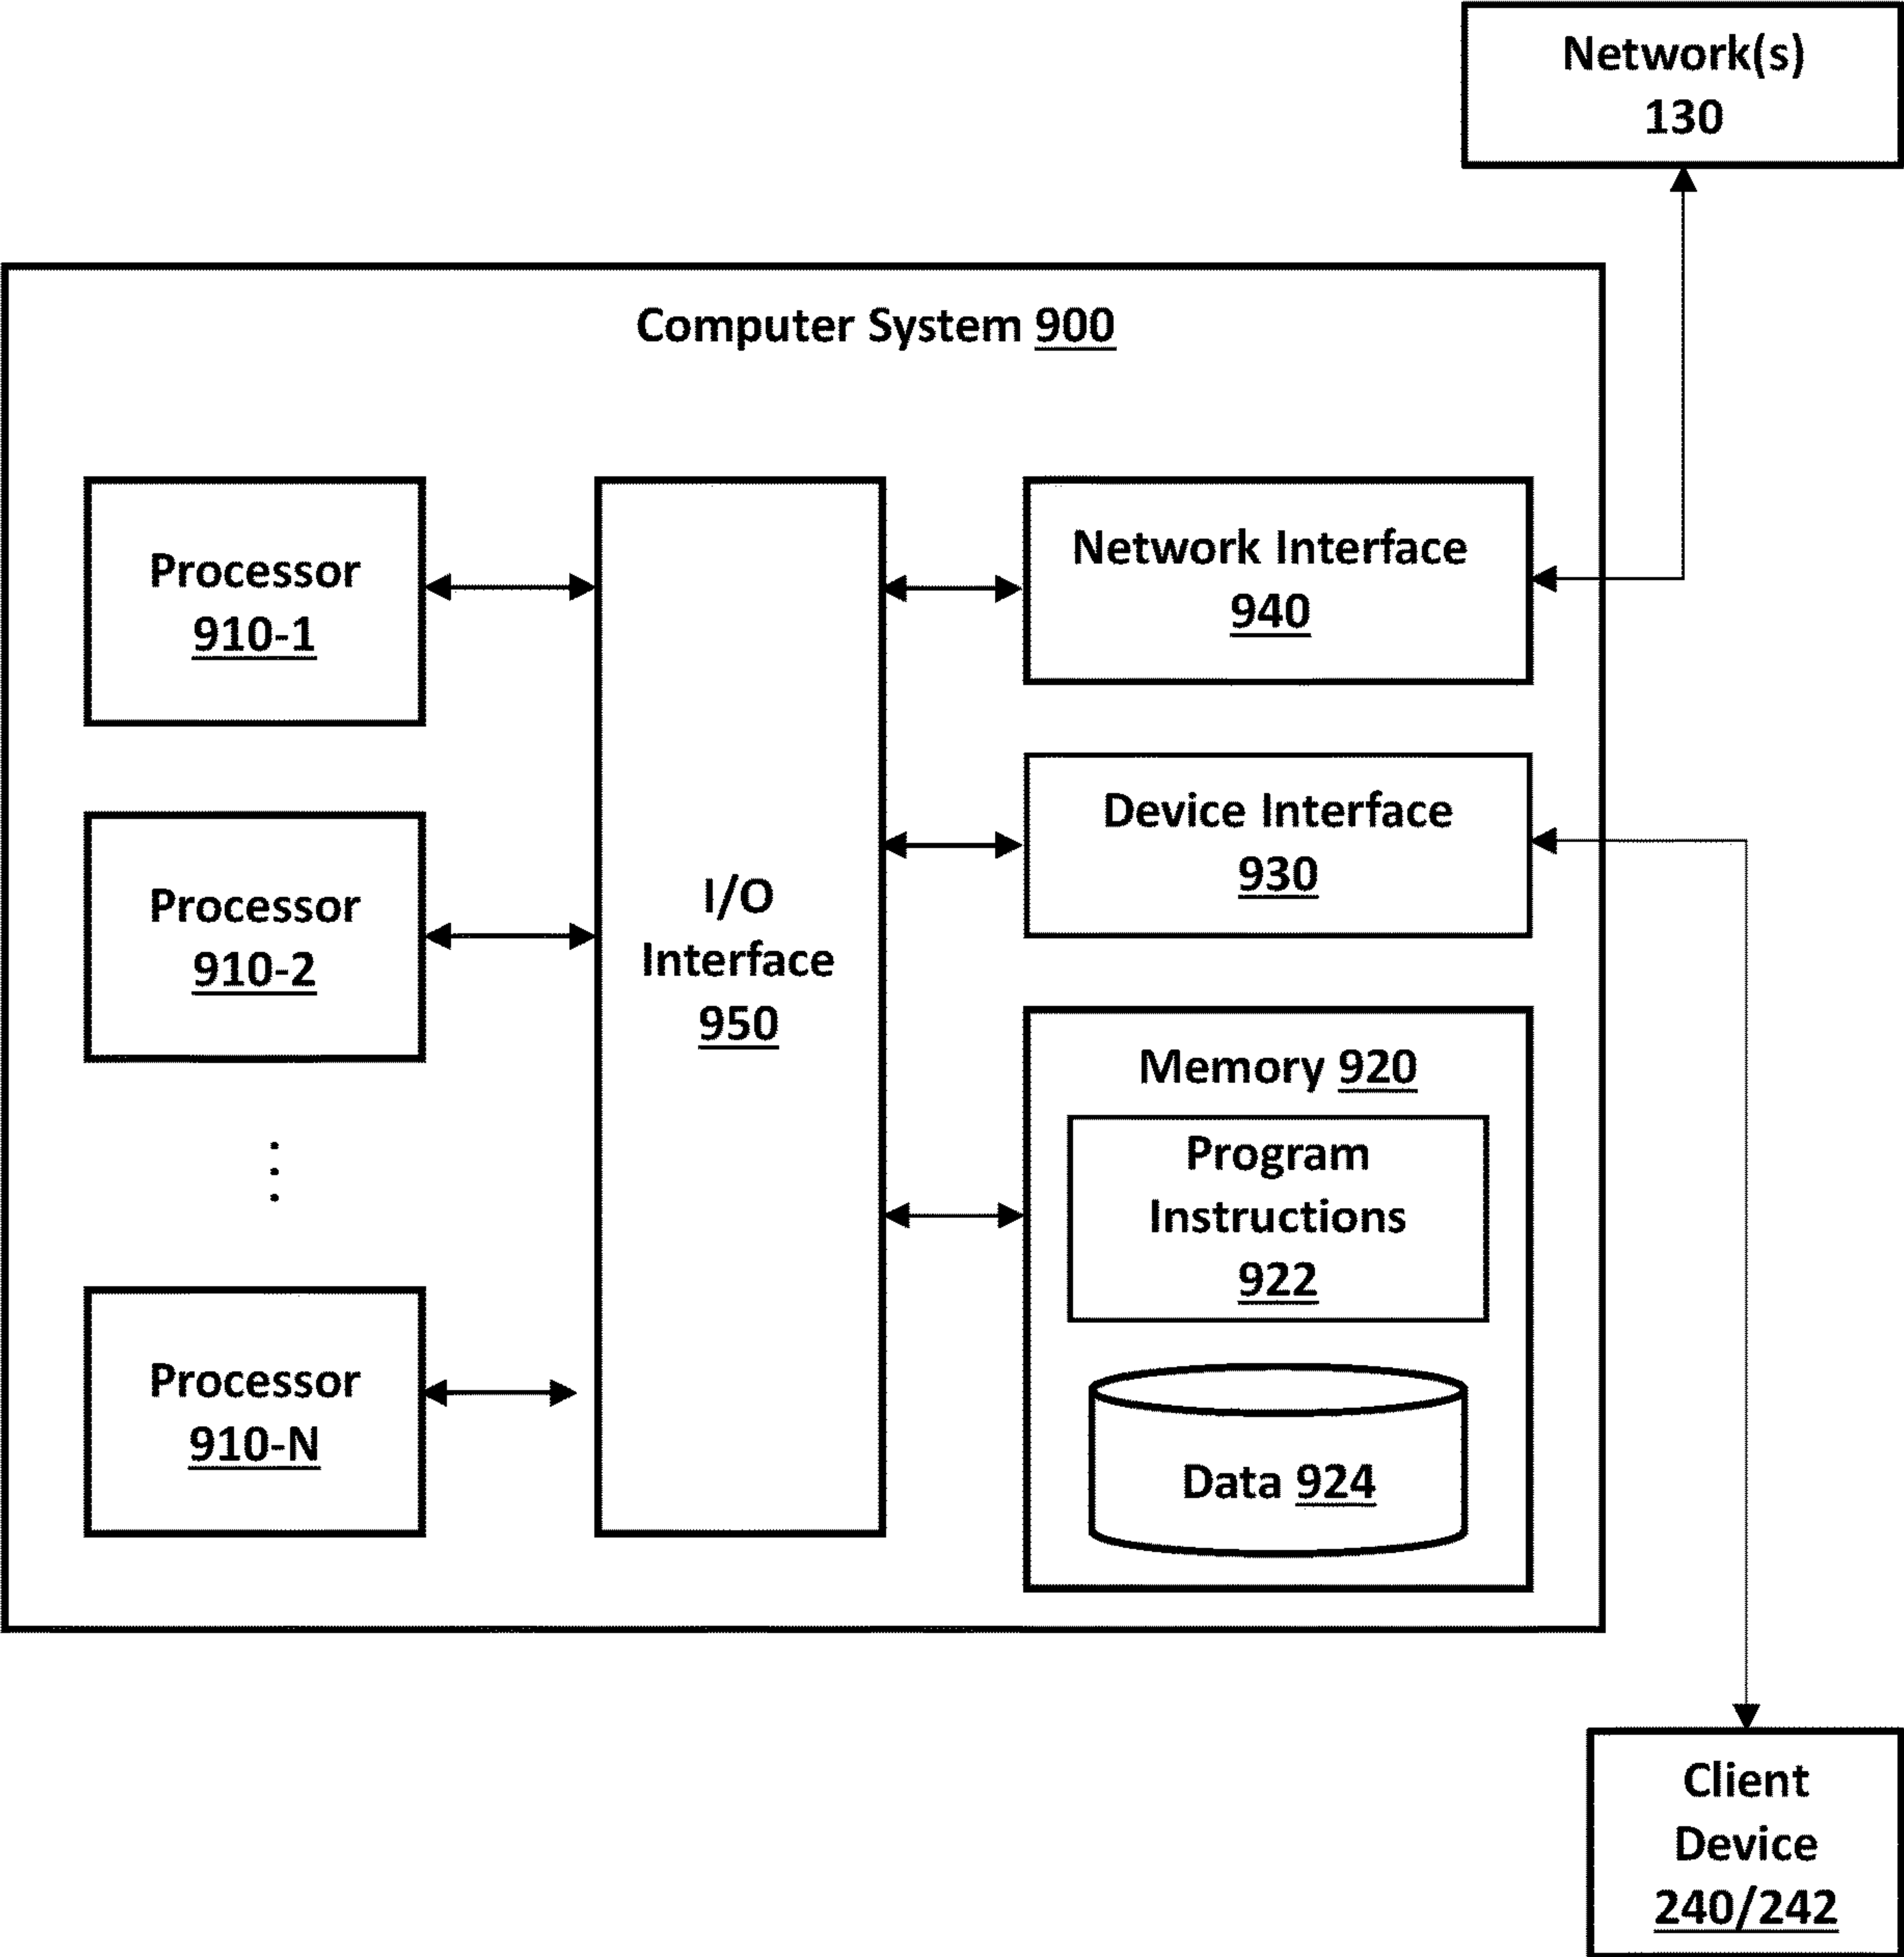 Network(s)
130
Computer System 900
Processor
910-1
Network Interface
940
Device Interface
930
Processor
910-2
I/O
Interface
950
Memory 920
Program
Instructions
922
Processor
910-N
Data 924
Client
Device
240/242